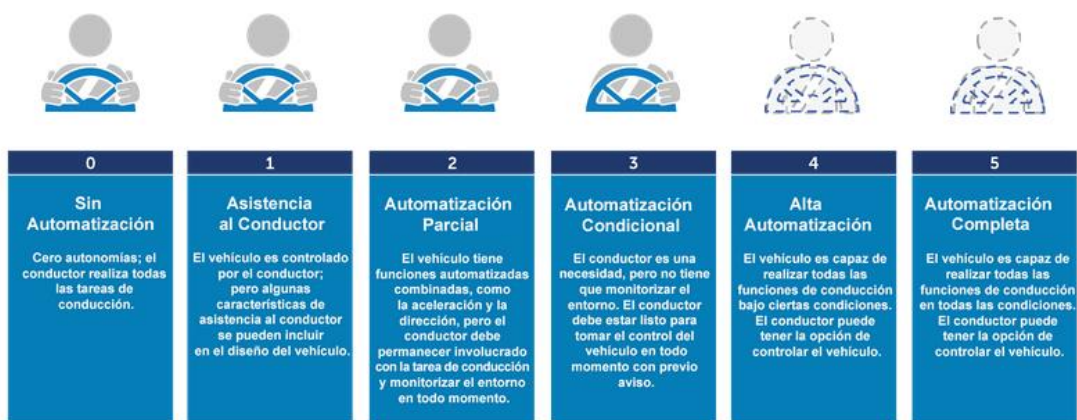 0
Sin
Automatización
Cero autonomías; el
conductor realiza todas
las tareas de
conducción.
1
Asistencia
al Conductor
El vehículo es controlado
por el conductor;
pero algunas
características de
asistencia al conductor
se pueden incluir
en el diseño del vehículo.
2
Automatización
Parcial
El vehículo tiene
funciones automatizadas
combinadas, como
la aceleración y la
dirección, pero el
conductor debe
permanecer involucrado
con la tarea de conducción
y monitorizar el entorno
en todo momento.
3
Automatización
Condicional
El conductor es una
necesidad, pero no tiene
que monitorizar el
entorno. El conductor
debe estar listo para
tomar el control del
vehículo en todo
momento con previo
aviso.
4
Alta
Automatización
El vehículo es capaz de
realizar todas las
funciones de conducción
bajo ciertas condiciones.
El conductor puede
tener la opción de
controlar el vehículo.
5
Automatización
Completa
El vehículo es capaz de
realizar todas las
funciones de conducción
en todas las condiciones.
El conductor puede
tener la opción de
controlar el vehículo.